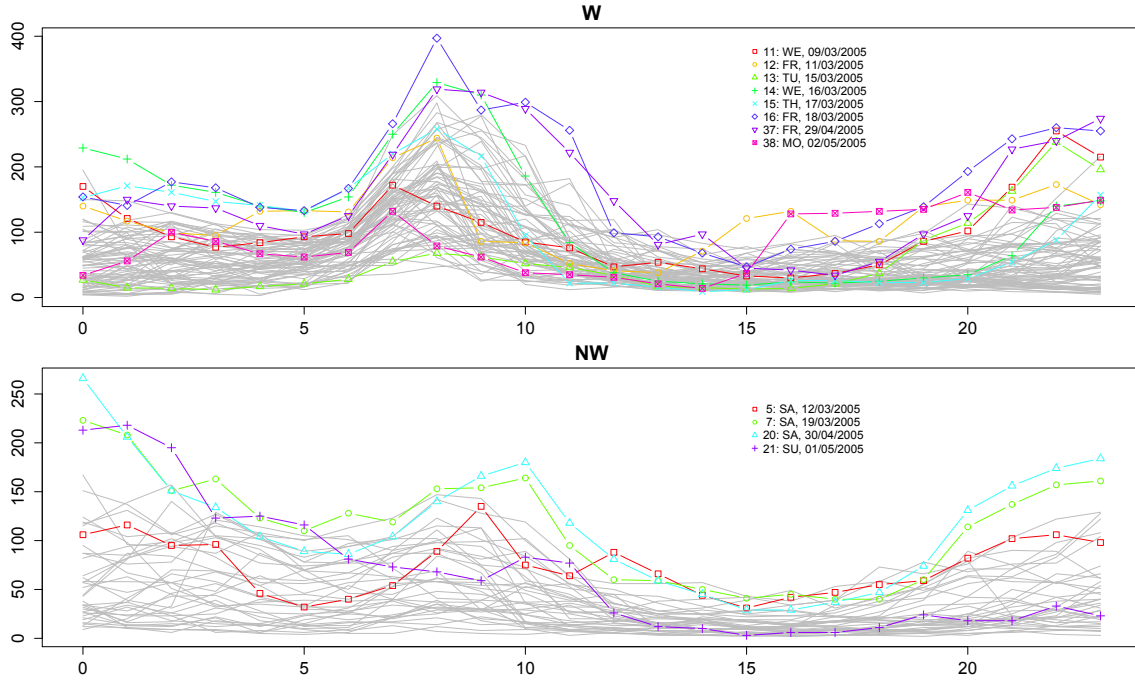 W
400
300
200
100
0
11: WE, 09/03/2005
12: FR, 11/03/2005
13: TU, 15/03/2005
14: WE, 16/03/2005
15: TH, 17/03/2005
16: FR, 18/03/2005
37: FR, 29/04/2005
38: MO, 02/05/2005
0 5 10 15 20
NW
250
200
150
100
50
0
5: SA, 12/03/2005
7: SA, 19/03/2005
20: SA, 30/04/2005
21: SU, 01/05/2005
0 5 10 15 20